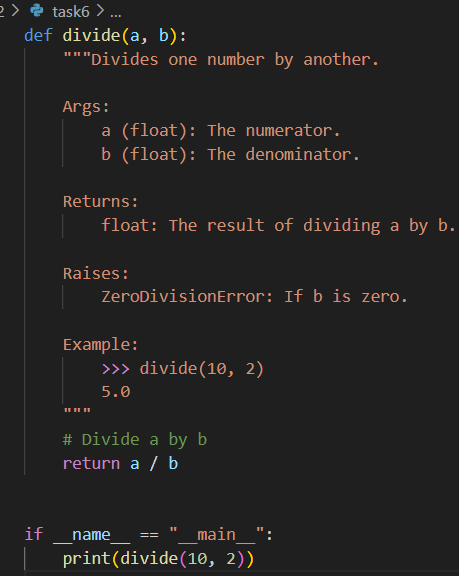 2 > task6 > ...
def divide(a, b):
    """Divides one number by another.

    Args:
        a (float): The numerator.
        b (float): The denominator.

    Returns:
        float: The result of dividing a by b.

    Raises:
        ZeroDivisionError: If b is zero.

    Example:
        >>> divide(10, 2)
        5.0
    """
    # Divide a by b
    return a / b


if __name__ == "__main__":
    print(divide(10, 2))